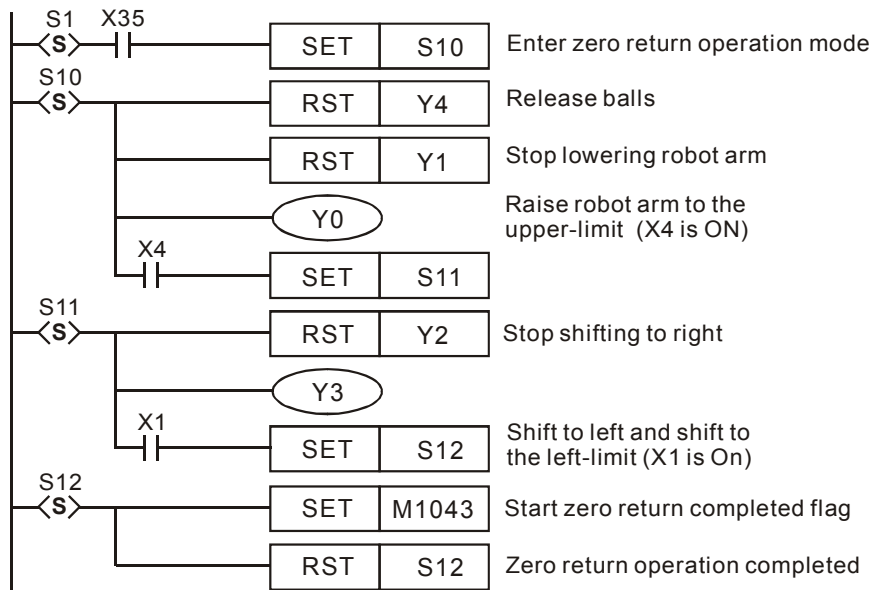 S1 X35
S SET S10 Enter zero return operation mode
S10
S RST Y4 Release balls
RST Y1 Stop lowering robot arm
Y0 Raise robot arm to the
upper-limit (X4 is ON)
X4
SET S11
S11
S RST Y2 Stop shifting to right
Y3
X1
SET S12 Shift to left and shift to
the left-limit (X1 is On)
S12
S SET M1043 Start zero return completed flag
RST S12 Zero return operation completed